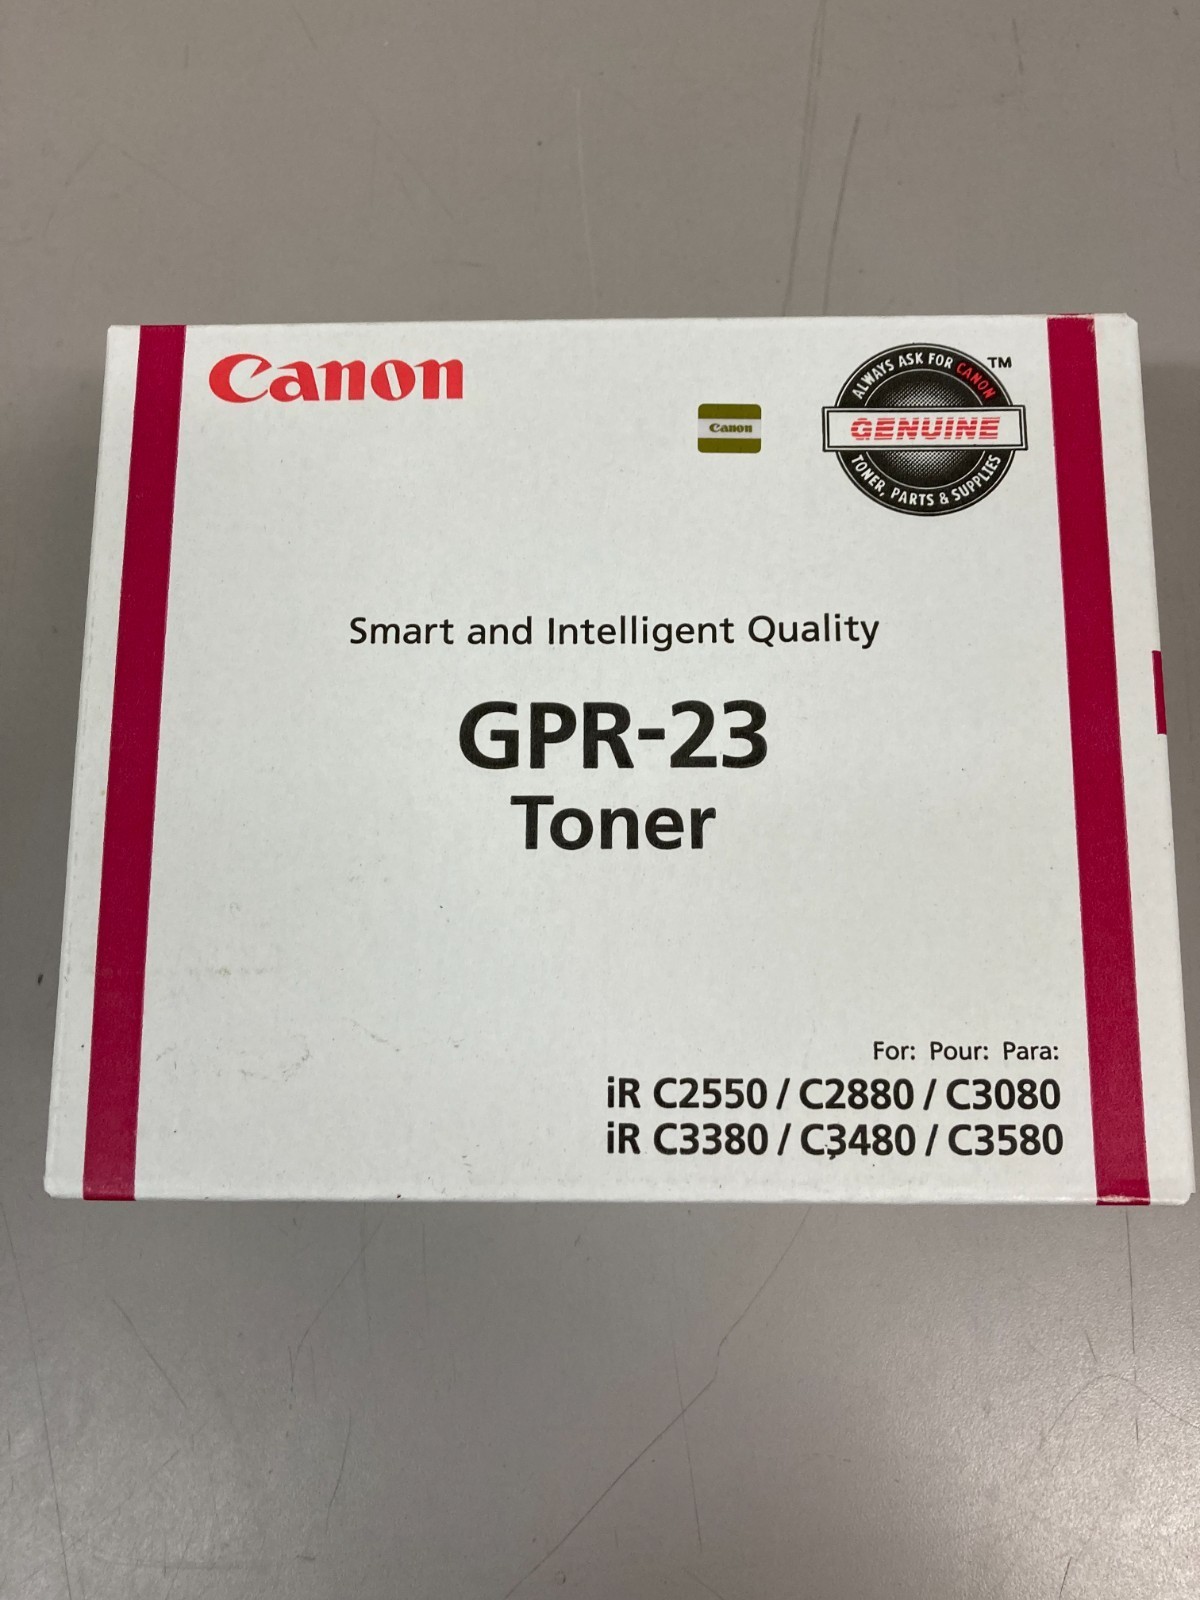 Canon
Canon
ALWAYS ASK FOR CANON
™
GENUINE
TONER, PARTS & SUPPLIES
Smart and Intelligent Quality
GPR-23
Toner
For: Pour: Para:
iR C2550 / C2880 / C3080
iR C3380 / C3480 / C3580